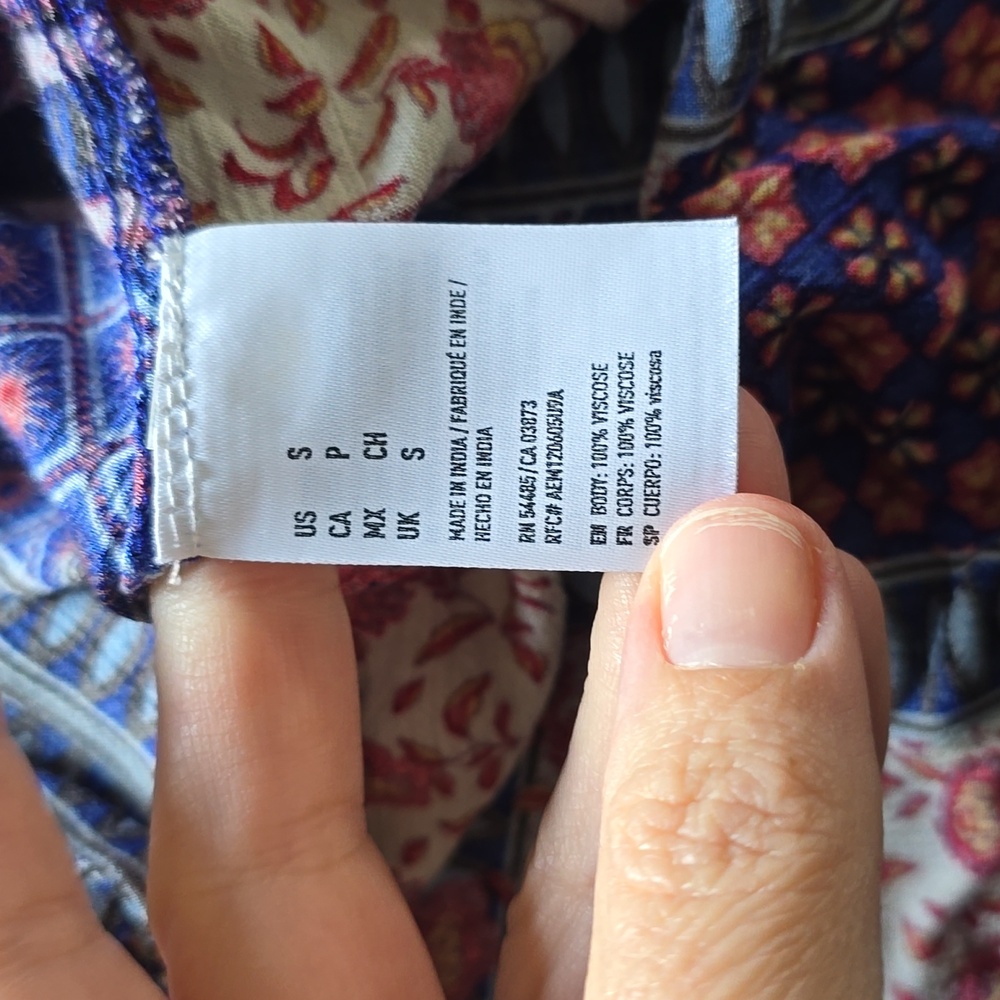 US S
CA P
MX CH
UK S
MADE IN INDIA / FABRIQUÉ EN INDE /
HECHO EN INDIA
RN 54485 / CA 03873
RFC# AEM120605U9A
EN BODY: 100% VISCOSE
FR CORPS: 100% VISCOSE
SP CUERPO: 100% viscosa